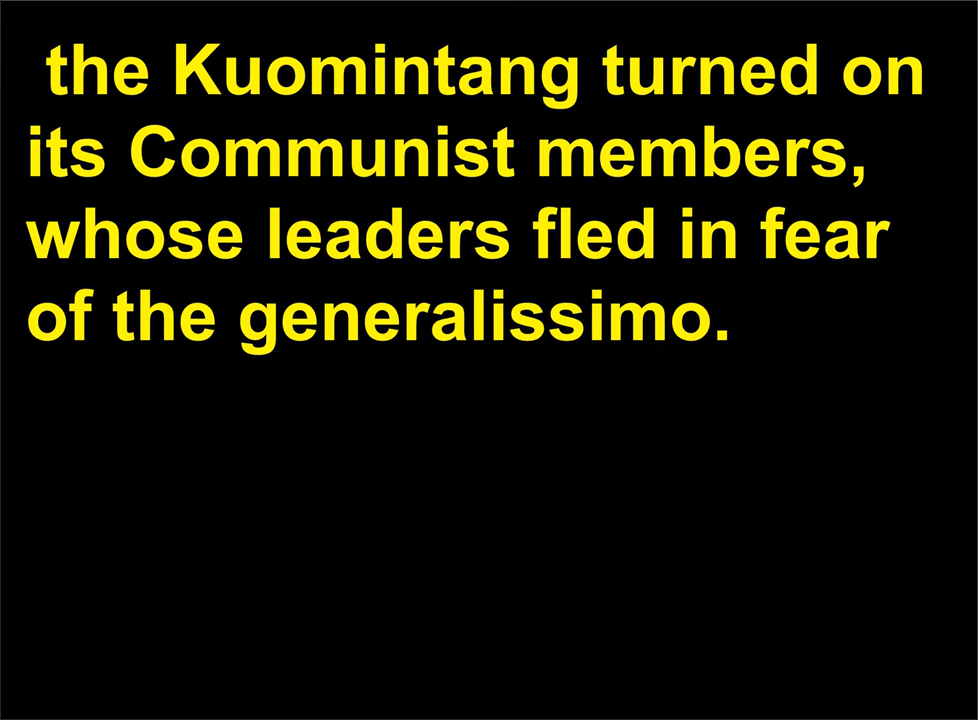 the Kuomintang turned on
its Communist members,
whose leaders fled in fear
of the generalissimo.